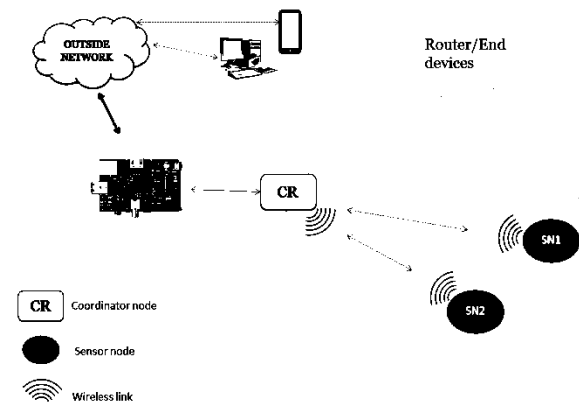 OUTSIDE
NETWORK
Router/End
devices
CR
SN1
SN2
CR Coordinator node
Sensor node
Wireless link